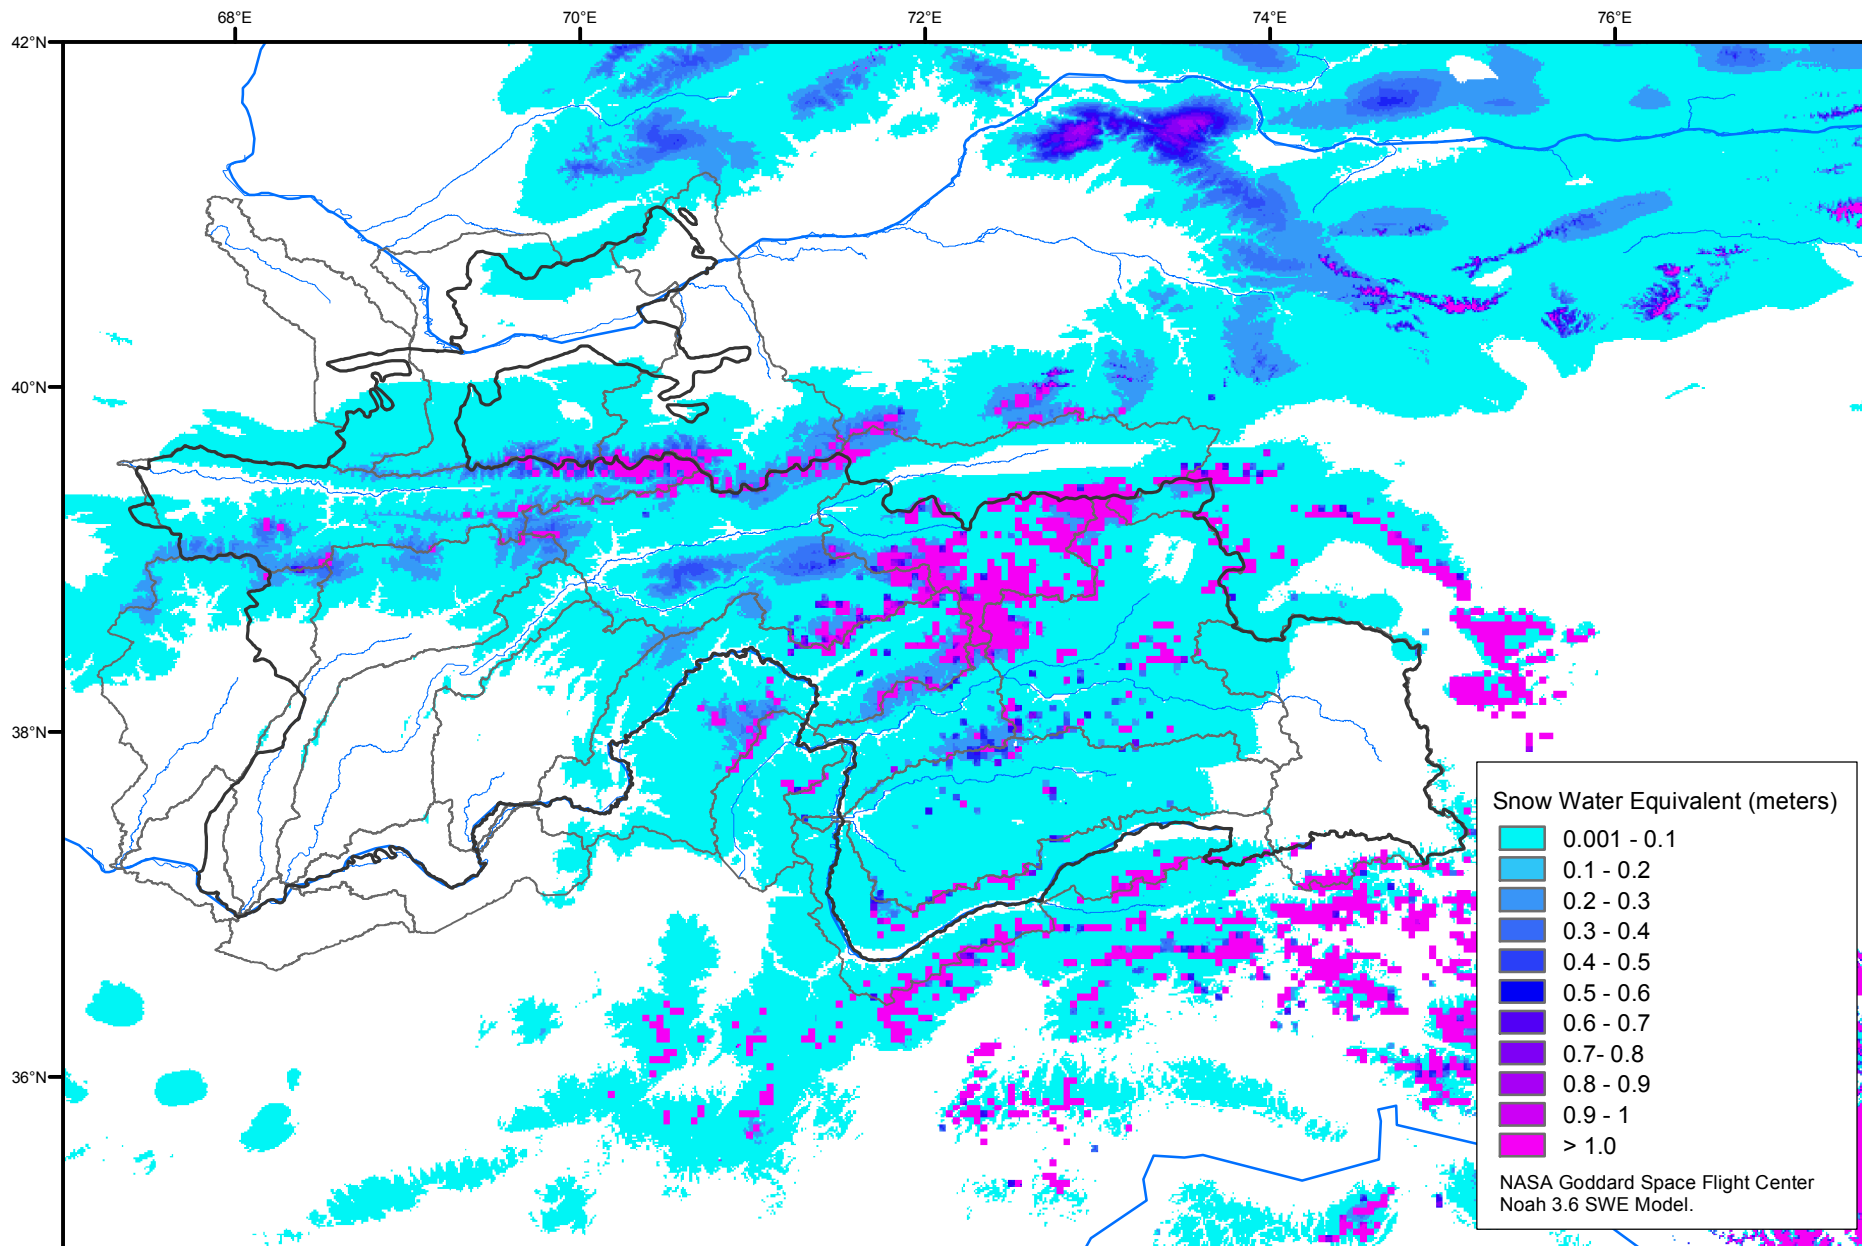 68°E 70°E 72°E 74°E 76°E
42°N
40°N
38°N
36°N
Snow Water Equivalent (meters)
0.001 - 0.1
0.1 - 0.2
0.2 - 0.3
0.3 - 0.4
0.4 - 0.5
0.5 - 0.6
0.6 - 0.7
0.7- 0.8
0.8 - 0.9
0.9 - 1
> 1.0
NASA Goddard Space Flight Center
Noah 3.6 SWE Model.